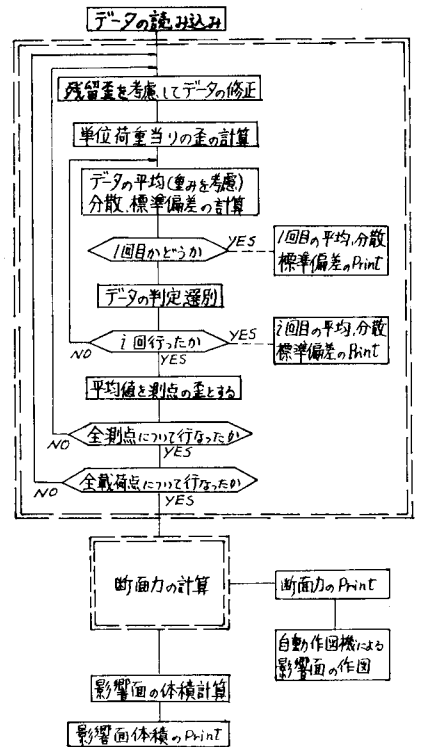 データの読み込み
残留歪を考慮してデータの修正
単位荷重当りの歪の計算
データの平均(重みを考慮)
分散、標準偏差の計算
1回目かどうか
YES
1回目の平均、分散
標準偏差のPrint
データの判定選別
i回行ったか
YES
i回目の平均、分散
標準偏差のPrint
NO
YES
平均値を測点の歪とする
全測点について行なったか
NO
YES
全載荷点について行なったか
NO
YES
断面力の計算
断面力のPrint
自動作図機による
影響面の作図
影響面の体積計算
影響面体積のPrint